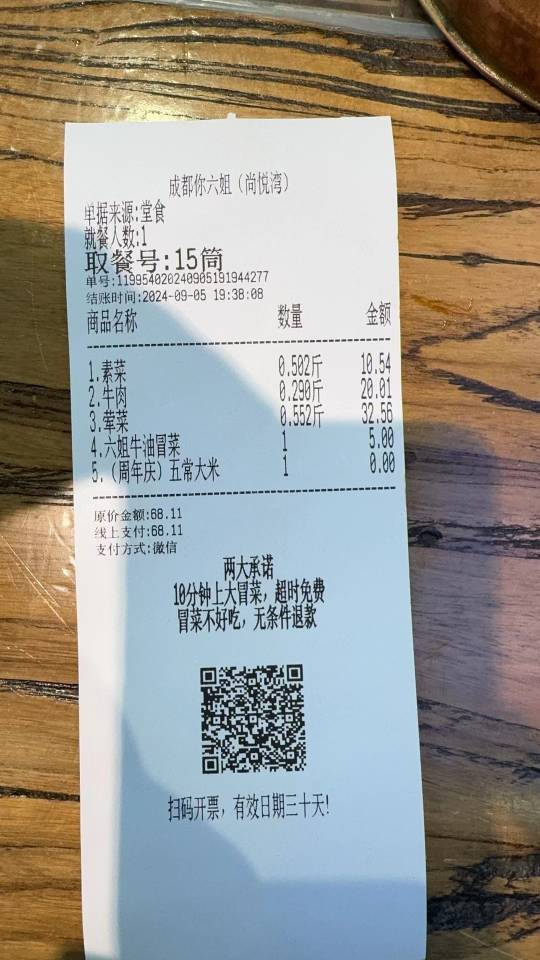 成都你六姐（尚悦湾）
单据来源:堂食
就餐人数:1
取餐号:15筒
单号:119954020240905191944277
结账时间:2024-09-05 19:38:08
商品名称 数量 金额
1.素菜 0.502斤 10.54
2.牛肉 0.290斤 20.01
3.荤菜 0.552斤 32.56
4.六姐牛油冒菜 1 5.00
5.（周年庆）五常大米 1 0.00
原价金额:68.11
线上支付:68.11
支付方式:微信
两大承诺
10分钟上大冒菜，超时免费
冒菜不好吃，无条件退款
扫码开票，有效日期三十天!